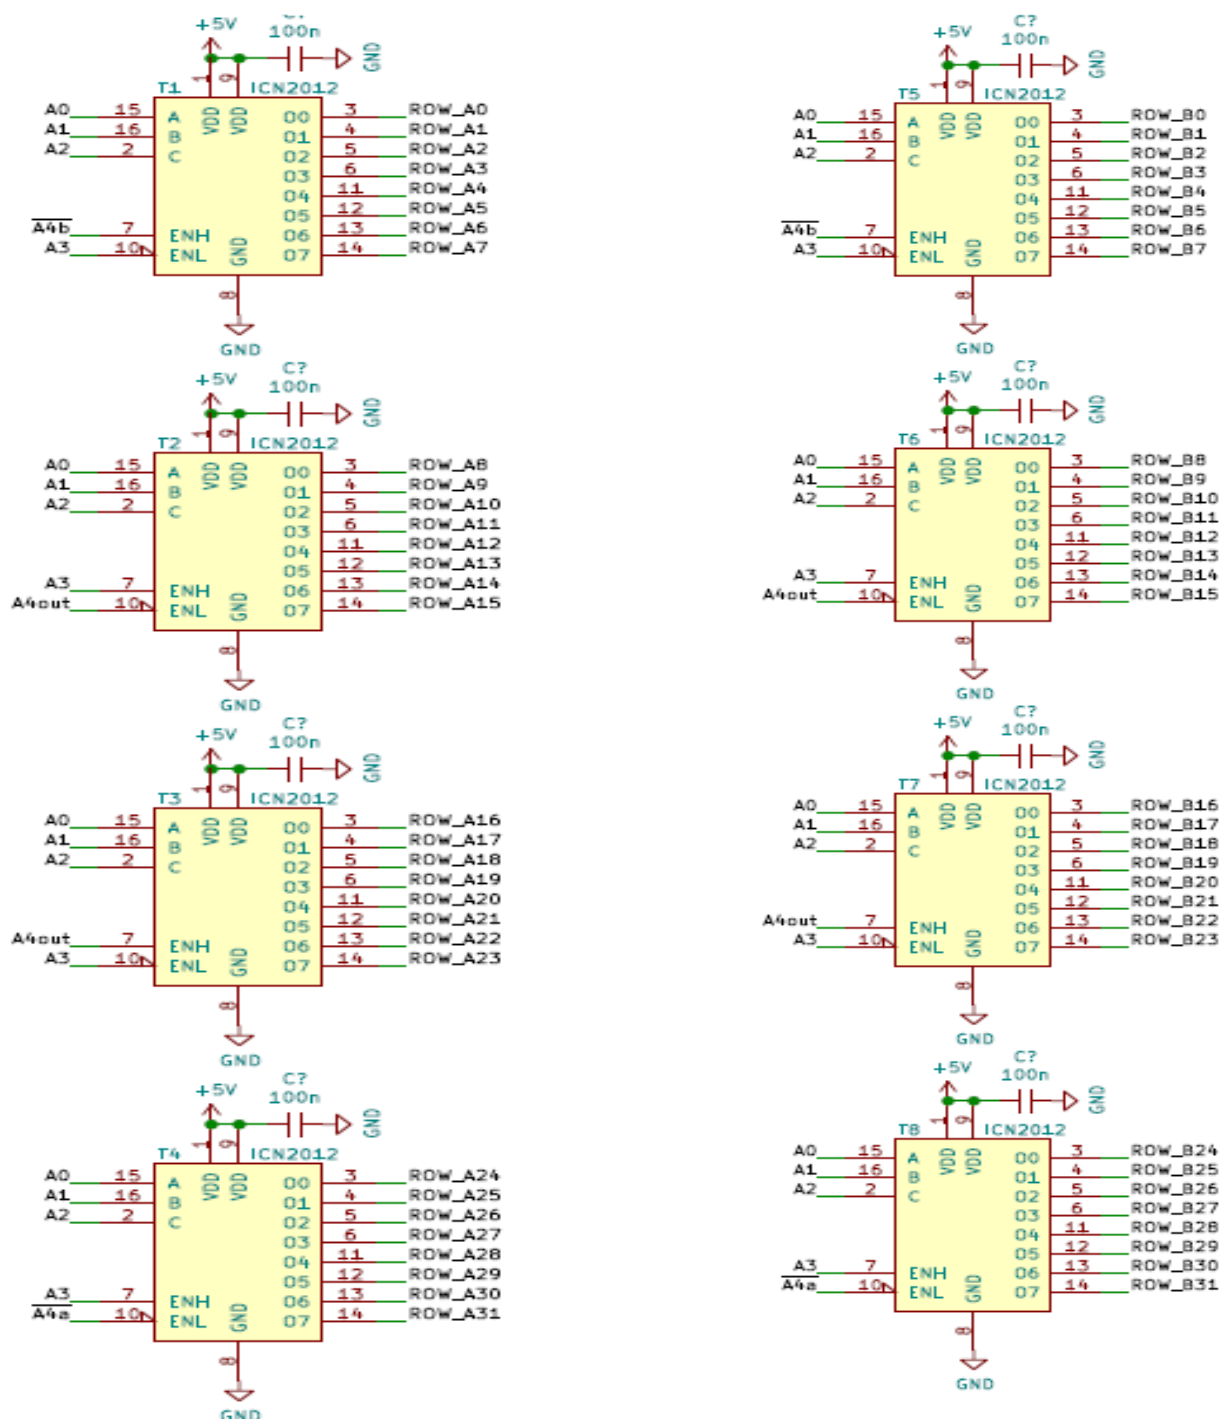 +5V
C?
100n
GND
1
9
T1
ICN2012
A0 15 A VDD VDD O0 3 ROW_A0
A1 16 B O1 4 ROW_A1
A2 2 C O2 5 ROW_A2
O3 6 ROW_A3
O4 11 ROW_A4
O5 12 ROW_A5
A4b 7 ENH GND O6 13 ROW_A6
A3 10 ENL O7 14 ROW_A7
8
GND
+5V
C?
100n
GND
1
9
T5
ICN2012
A0 15 A VDD VDD O0 3 ROW_B0
A1 16 B O1 4 ROW_B1
A2 2 C O2 5 ROW_B2
O3 6 ROW_B3
O4 11 ROW_B4
O5 12 ROW_B5
A4b 7 ENH GND O6 13 ROW_B6
A3 10 ENL O7 14 ROW_B7
8
GND
+5V
C?
100n
GND
1
9
T2
ICN2012
A0 15 A VDD VDD O0 3 ROW_A8
A1 16 B O1 4 ROW_A9
A2 2 C O2 5 ROW_A10
O3 6 ROW_A11
O4 11 ROW_A12
O5 12 ROW_A13
A3 7 ENH GND O6 13 ROW_A14
A4out 10 ENL O7 14 ROW_A15
8
GND
+5V
C?
100n
GND
1
9
T6
ICN2012
A0 15 A VDD VDD O0 3 ROW_B8
A1 16 B O1 4 ROW_B9
A2 2 C O2 5 ROW_B10
O3 6 ROW_B11
O4 11 ROW_B12
O5 12 ROW_B13
A3 7 ENH GND O6 13 ROW_B14
A4out 10 ENL O7 14 ROW_B15
8
GND
+5V
C?
100n
GND
1
9
T3
ICN2012
A0 15 A VDD VDD O0 3 ROW_A16
A1 16 B O1 4 ROW_A17
A2 2 C O2 5 ROW_A18
O3 6 ROW_A19
O4 11 ROW_A20
O5 12 ROW_A21
A4out 7 ENH GND O6 13 ROW_A22
A3 10 ENL O7 14 ROW_A23
8
GND
+5V
C?
100n
GND
1
9
T7
ICN2012
A0 15 A VDD VDD O0 3 ROW_B16
A1 16 B O1 4 ROW_B17
A2 2 C O2 5 ROW_B18
O3 6 ROW_B19
O4 11 ROW_B20
O5 12 ROW_B21
A4out 7 ENH GND O6 13 ROW_B22
A3 10 ENL O7 14 ROW_B23
8
GND
+5V
C?
100n
GND
1
9
T4
ICN2012
A0 15 A VDD VDD O0 3 ROW_A24
A1 16 B O1 4 ROW_A25
A2 2 C O2 5 ROW_A26
O3 6 ROW_A27
O4 11 ROW_A28
O5 12 ROW_A29
A3 7 ENH GND O6 13 ROW_A30
A4a 10 ENL O7 14 ROW_A31
8
GND
+5V
C?
100n
GND
1
9
T8
ICN2012
A0 15 A VDD VDD O0 3 ROW_B24
A1 16 B O1 4 ROW_B25
A2 2 C O2 5 ROW_B26
O3 6 ROW_B27
O4 11 ROW_B28
O5 12 ROW_B29
A3 7 ENH GND O6 13 ROW_B30
A4a 10 ENL O7 14 ROW_B31
8
GND